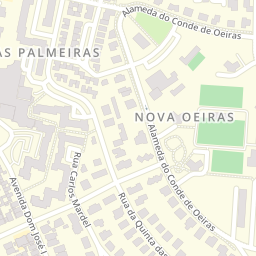 Alameda do Conde de Oeiras
AS PALMEIRAS
NOVA OEIRAS
Alameda do Conde de Oeiras
Rua Carlos Mardel
Avenida Dom José I
Rua da Quinta das